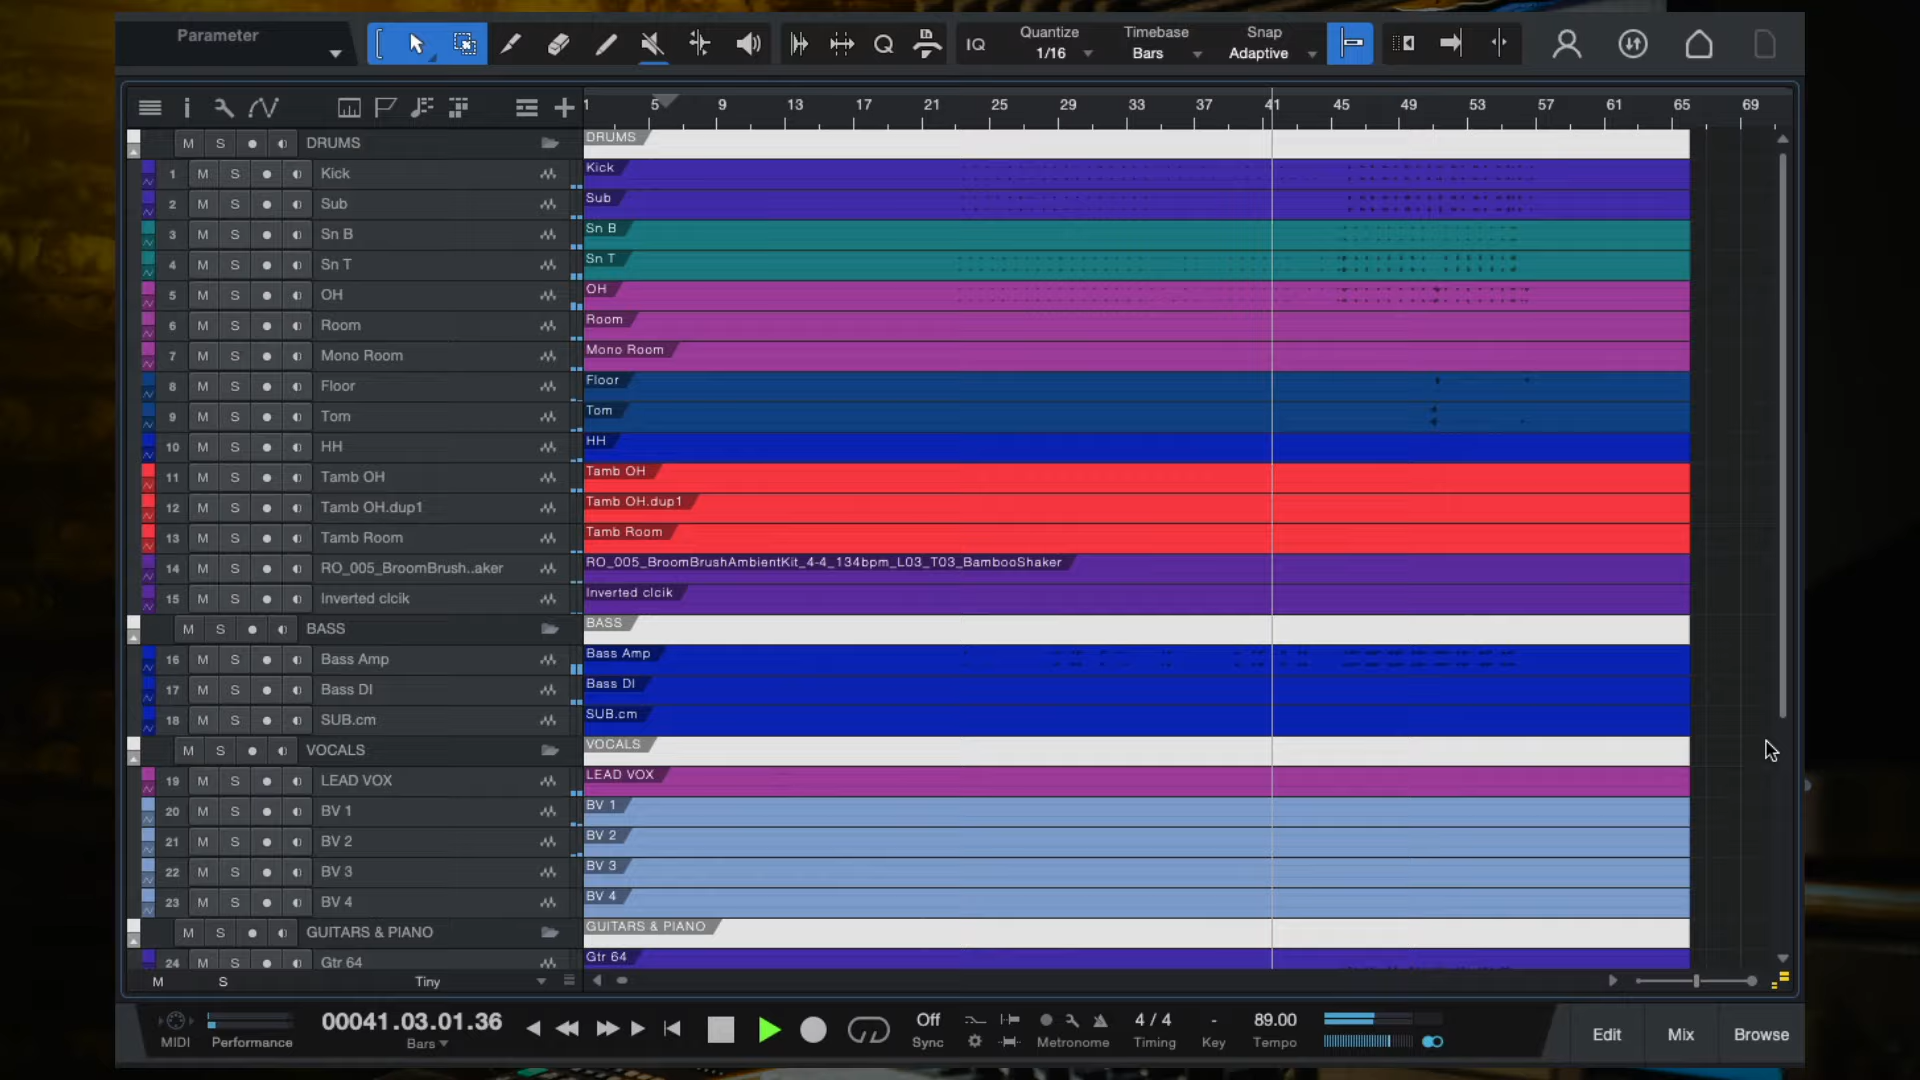 Parameter
IQ
Quantize
1/16
Timebase
Bars
Snap
Adaptive
1 5 9 13 17 21 25 29 33 37 41 45 49 53 57 61 65 69
M S DRUMS
DRUMS
1 M S Kick
Kick
2 M S Sub
Sub
3 M S Sn B
Sn B
4 M S Sn T
Sn T
5 M S OH
OH
6 M S Room
Room
7 M S Mono Room
Mono Room
8 M S Floor
Floor
9 M S Tom
Tom
10 M S HH
HH
11 M S Tamb OH
Tamb OH
12 M S Tamb OH.dup1
Tamb OH.dup1
13 M S Tamb Room
Tamb Room
14 M S RO_005_BroomBrush..aker
RO_005_BroomBrushAmbientKit_4-4_134bpm_L03_T03_BambooShaker
15 M S Inverted clcik
Inverted clcik
M S BASS
BASS
16 M S Bass Amp
Bass Amp
17 M S Bass DI
Bass DI
18 M S SUB.cm
SUB.cm
M S VOCALS
VOCALS
19 M S LEAD VOX
LEAD VOX
20 M S BV 1
BV 1
21 M S BV 2
BV 2
22 M S BV 3
BV 3
23 M S BV 4
BV 4
M S GUITARS & PIANO
GUITARS & PIANO
24 M S Gtr 64
Gtr 64
M S Tiny
MIDI
Performance
00041.03.01.36
Bars
Off
Sync
Metronome
4 / 4
Timing
-
Key
89.00
Tempo
Edit
Mix
Browse